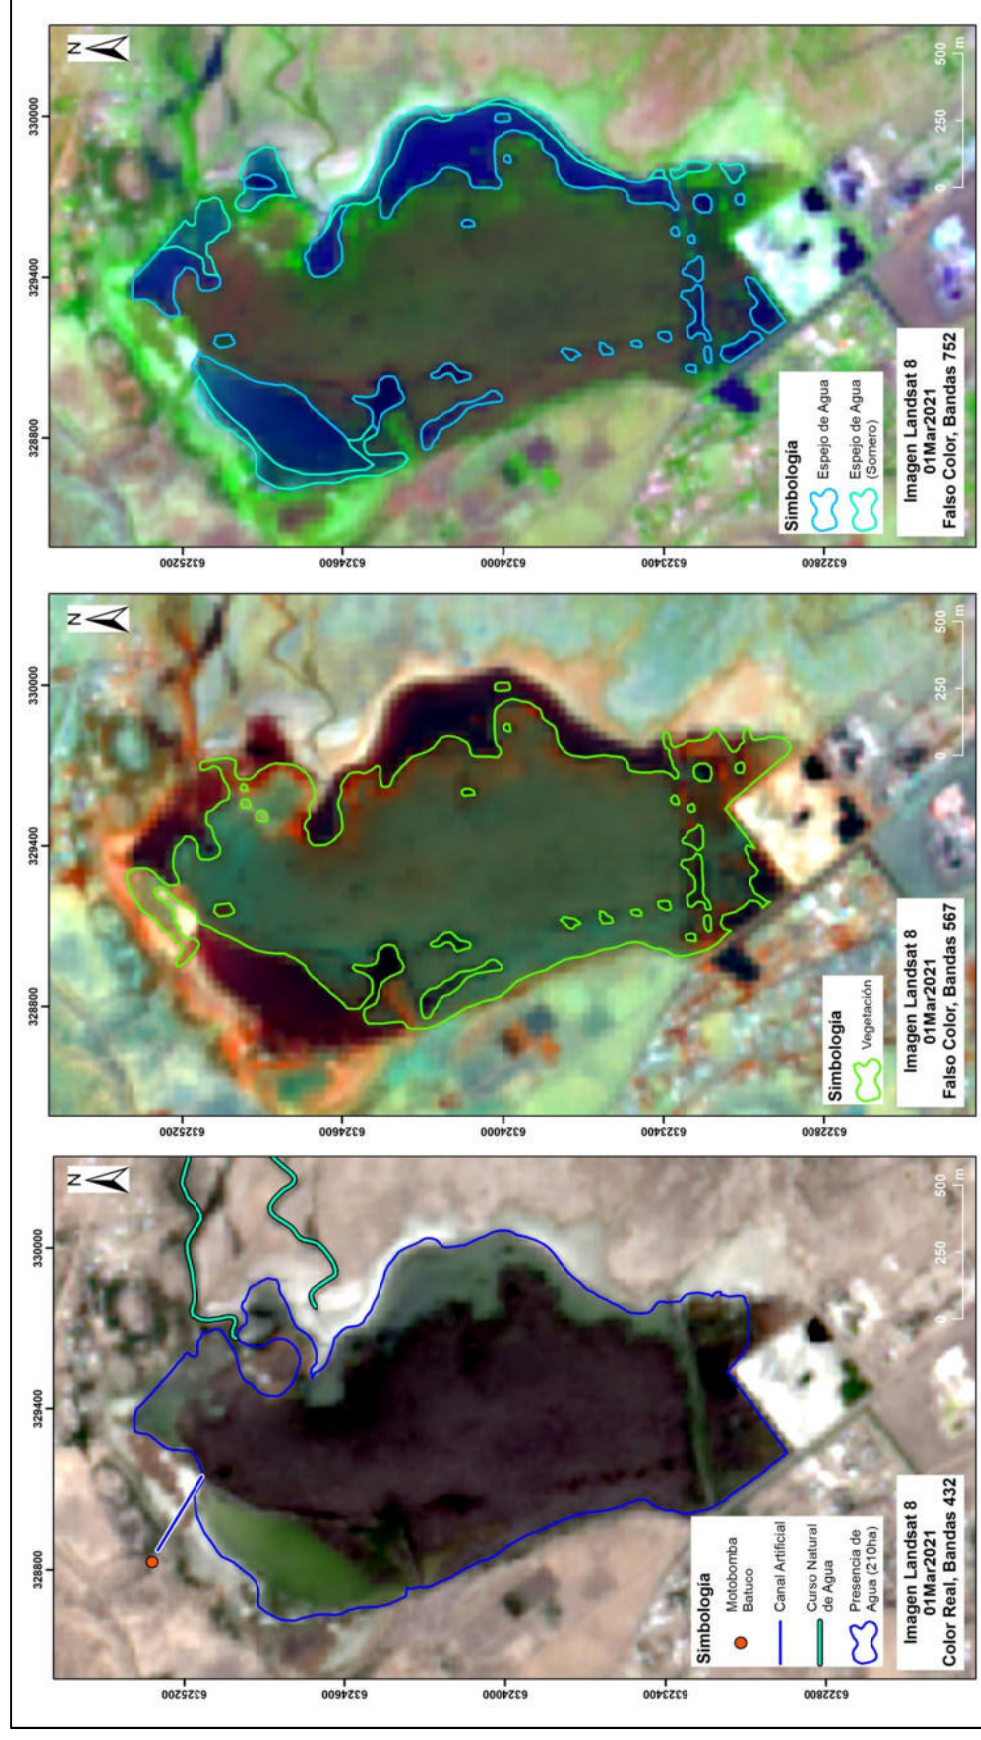 328800 329400 330000
N
6325200
6324600
6324000
6323400
6322800
Simbología
Motobomba
Batuco
Canal Artificial
Curso Natural
de Agua
Presencia de
Agua (210ha)
Imagen Landsat 8
01Mar2021
Color Real, Bandas 432
0 250 500
m
328800 329400 330000
N
6325200
6324600
6324000
6323400
6322800
Simbología
Vegetación
Imagen Landsat 8
01Mar2021
Falso Color, Bandas 567
0 250 500
m
328800 329400 330000
N
6325200
6324600
6324000
6323400
6322800
Simbología
Espejo de Agua
Espejo de Agua
(Somero)
Imagen Landsat 8
01Mar2021
Falso Color, Bandas 752
0 250 500
m